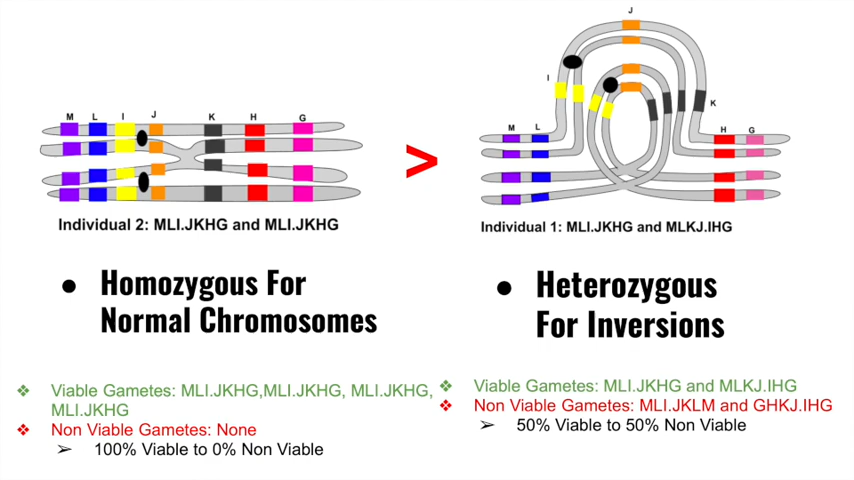 M L I J K H G
Individual 2: MLI.JKHG and MLI.JKHG
>
J
I
K
M L
H G
Individual 1: MLI.JKHG and MLKJ.IHG
● Homozygous For
Normal Chromosomes
● Heterozygous
For Inversions
❖ Viable Gametes: MLI.JKHG,MLI.JKHG, MLI.JKHG,
MLI.JKHG
❖ Non Viable Gametes: None
➢ 100% Viable to 0% Non Viable
❖ Viable Gametes: MLI.JKHG and MLKJ.IHG
❖ Non Viable Gametes: MLI.JKLM and GHKJ.IHG
➢ 50% Viable to 50% Non Viable